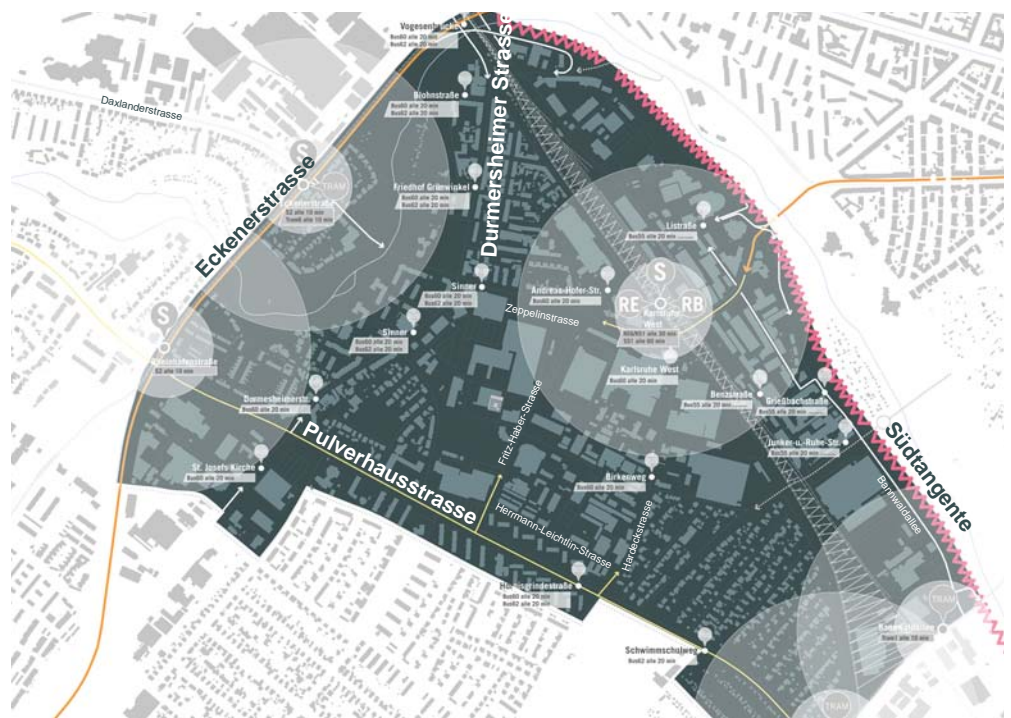 Vogesenbrücke
Bus60 alle 20 min
Bus62 alle 20 min
Durmersheimer Strasse
Blohnstraße
Bus60 alle 20 min
Bus62 alle 20 min
Daxlanderstrasse
S
TRAM
S2 alle 10 min
Eckenerstrasse
Friedhof Grünwinkel
Bus60 alle 20 min
Bus62 alle 20 min
Listraße
Bus55 alle 20 min
Sinner
Bus60 alle 20 min
Bus62 alle 20 min
Andreas-Hofer-Str.
Bus60 alle 20 min
S
RE
RB
Karlsruhe
West
Zeppelinstrasse
Sinner
Bus60 alle 20 min
Bus62 alle 20 min
S
S2 alle 10 min
Karlsruhe West
Bus60 alle 20 min
Durmersheimerstr.
Bus60 alle 20 min
Benzstraße
Bus55 alle 20 min
Grießbachstraße
Bus55 alle 20 min
Fritz-Haber-Strasse
Pulverhausstrasse
Junker-u.-Ruhe-Str.
Bus55 alle 20 min
Südtangente
St. Josefs-Kirche
Bus60 alle 20 min
Birkenweg
Bus60 alle 20 min
Bannwaldallee
Herrmann-Leichtlin-Strasse
Hardeckstrasse
Bus60 alle 20 min
Bus62 alle 20 min
TRAM
Schwimmschulweg
Bus62 alle 20 min
TRAM